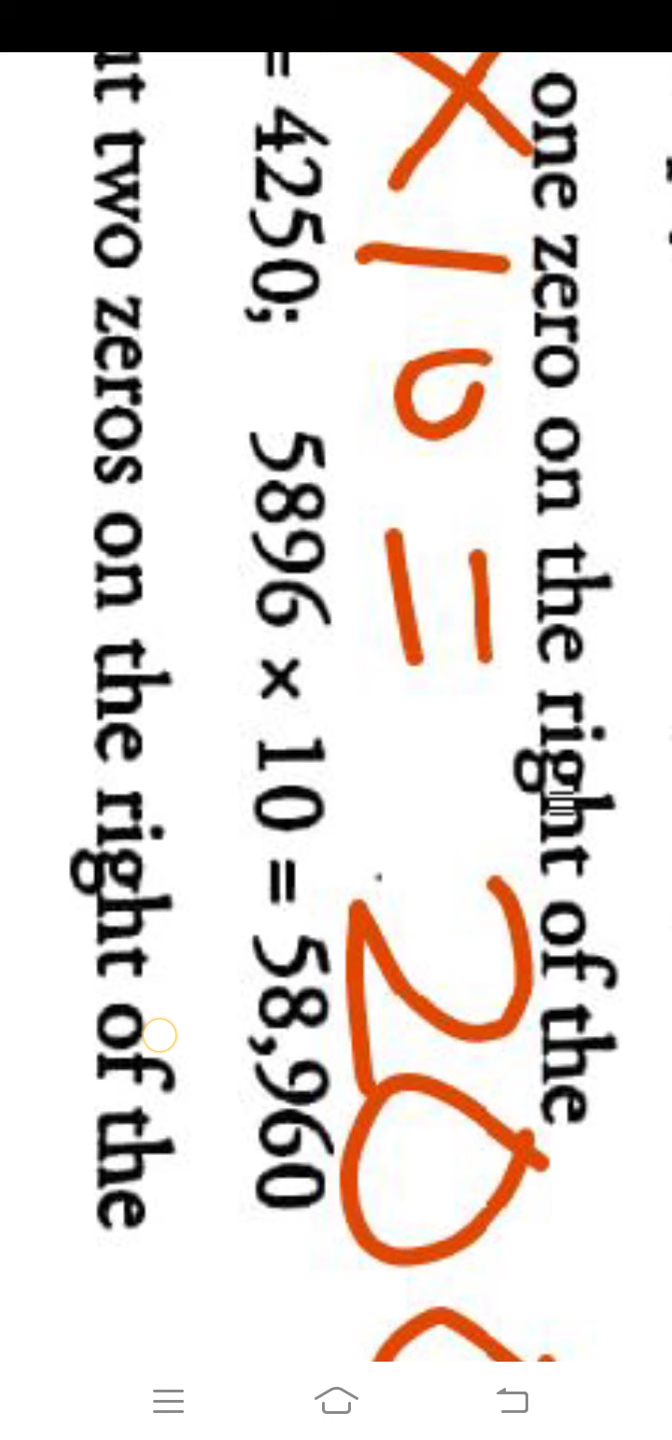 one zero on the right of the
× 10 = 20
= 4250; 5896 × 10 = 58,960
two zeros on the right of the